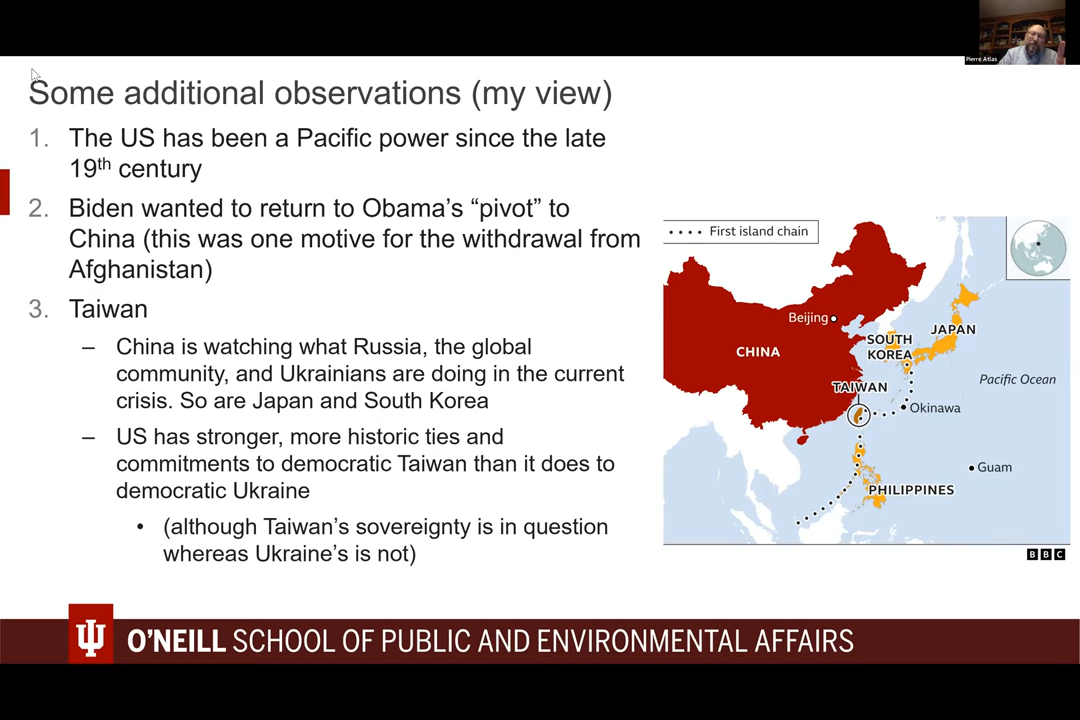 Pierre Atlas
Some additional observations (my view)
1. The US has been a Pacific power since the late
19th century
2. Biden wanted to return to Obama’s “pivot” to
China (this was one motive for the withdrawal from
Afghanistan)
3. Taiwan
– China is watching what Russia, the global
community, and Ukrainians are doing in the current
crisis. So are Japan and South Korea
– US has stronger, more historic ties and
commitments to democratic Taiwan than it does to
democratic Ukraine
• (although Taiwan’s sovereignty is in question
whereas Ukraine’s is not)
First island chain
Beijing
CHINA
SOUTH
KOREA
JAPAN
TAIWAN
Pacific Ocean
Okinawa
Guam
PHILIPPINES
BBC
O’NEILL SCHOOL OF PUBLIC AND ENVIRONMENTAL AFFAIRS